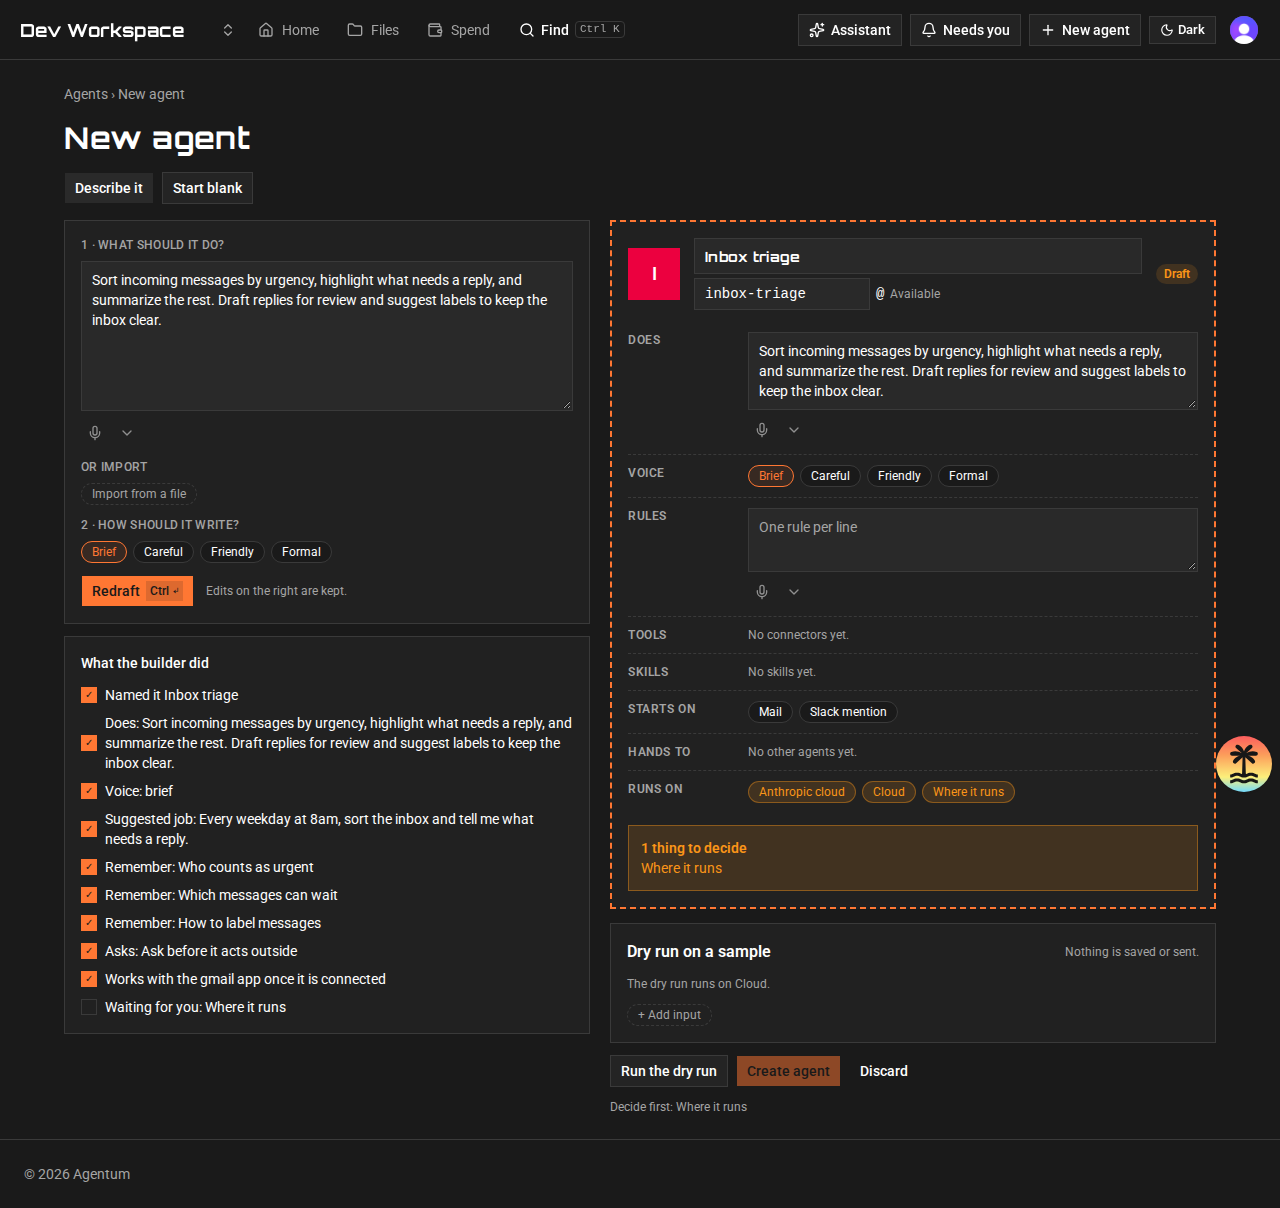 Dev Workspace
Home
Files
Spend
Find Ctrl K
Assistant
Needs you
New agent
Dark
Agents › New agent
New agent
Describe it
Start blank
1 · WHAT SHOULD IT DO?
Sort incoming messages by urgency, highlight what needs a reply, and
summarize the rest. Draft replies for review and suggest labels to keep the
inbox clear.
OR IMPORT
Import from a file
2 · HOW SHOULD IT WRITE?
Brief
Careful
Friendly
Formal
Redraft Ctrl ⏎
Edits on the right are kept.
What the builder did
✓ Named it Inbox triage
✓ Does: Sort incoming messages by urgency, highlight what needs a reply, and
summarize the rest. Draft replies for review and suggest labels to keep the
inbox clear.
✓ Voice: brief
✓ Suggested job: Every weekday at 8am, sort the inbox and tell me what
needs a reply.
✓ Remember: Who counts as urgent
✓ Remember: Which messages can wait
✓ Remember: How to label messages
✓ Asks: Ask before it acts outside
✓ Works with the gmail app once it is connected
Waiting for you: Where it runs
I
Inbox triage
Draft
inbox-triage
@ Available
DOES
Sort incoming messages by urgency, highlight what needs a reply,
and summarize the rest. Draft replies for review and suggest labels to
keep the inbox clear.
VOICE
Brief
Careful
Friendly
Formal
RULES
One rule per line
TOOLS
No connectors yet.
SKILLS
No skills yet.
STARTS ON
Mail
Slack mention
HANDS TO
No other agents yet.
RUNS ON
Anthropic cloud
Cloud
Where it runs
1 thing to decide
Where it runs
Dry run on a sample
Nothing is saved or sent.
The dry run runs on Cloud.
+ Add input
Run the dry run
Create agent
Discard
Decide first: Where it runs
© 2026 Agentum